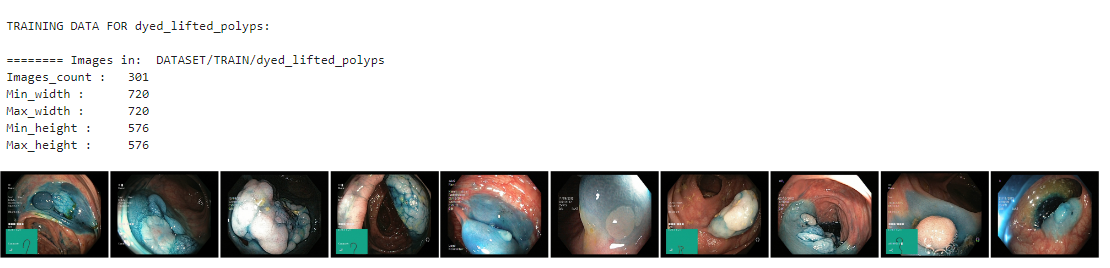 TRAINING DATA FOR dyed_lifted_polyps:
======== Images in:  DATASET/TRAIN/dyed_lifted_polyps
Images_count :   301
Min_width :      720
Max_width :      720
Min_height :     576
Max_height :     576